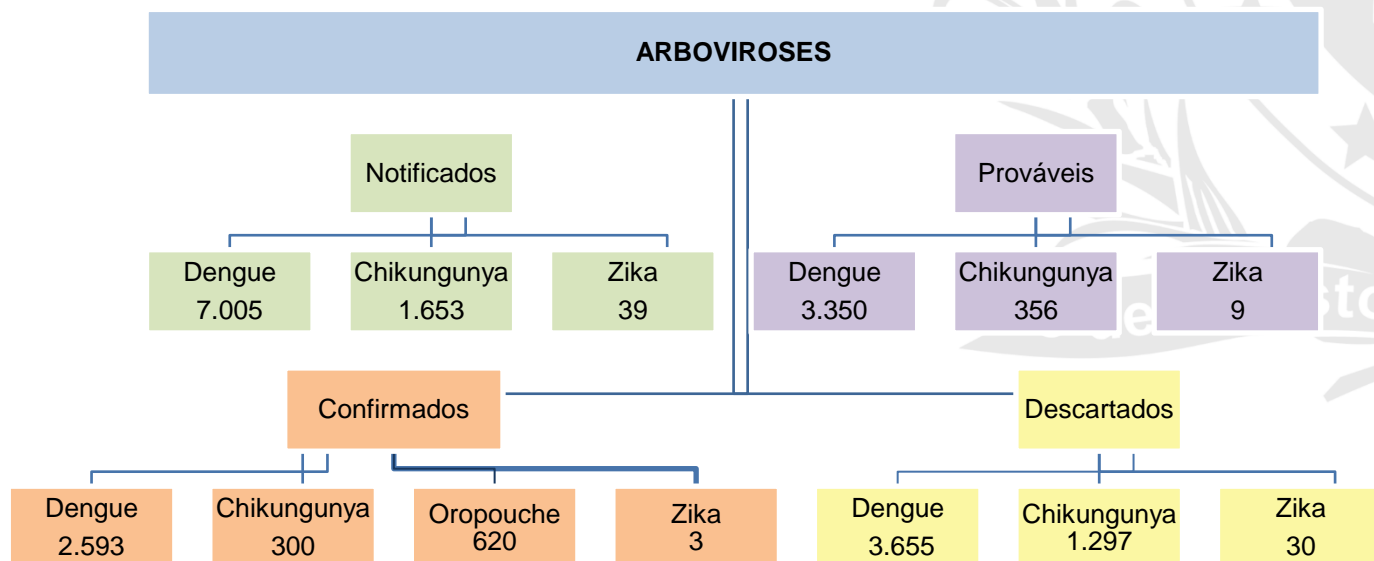 ARBOVIROSES
Notificados
Prováveis
Dengue
7.005
Chikungunya
1.653
Zika
39
Dengue
3.350
Chikungunya
356
Zika
9
Confirmados
Descartados
Dengue
2.593
Chikungunya
300
Oropouche
620
Zika
3
Dengue
3.655
Chikungunya
1.297
Zika
30